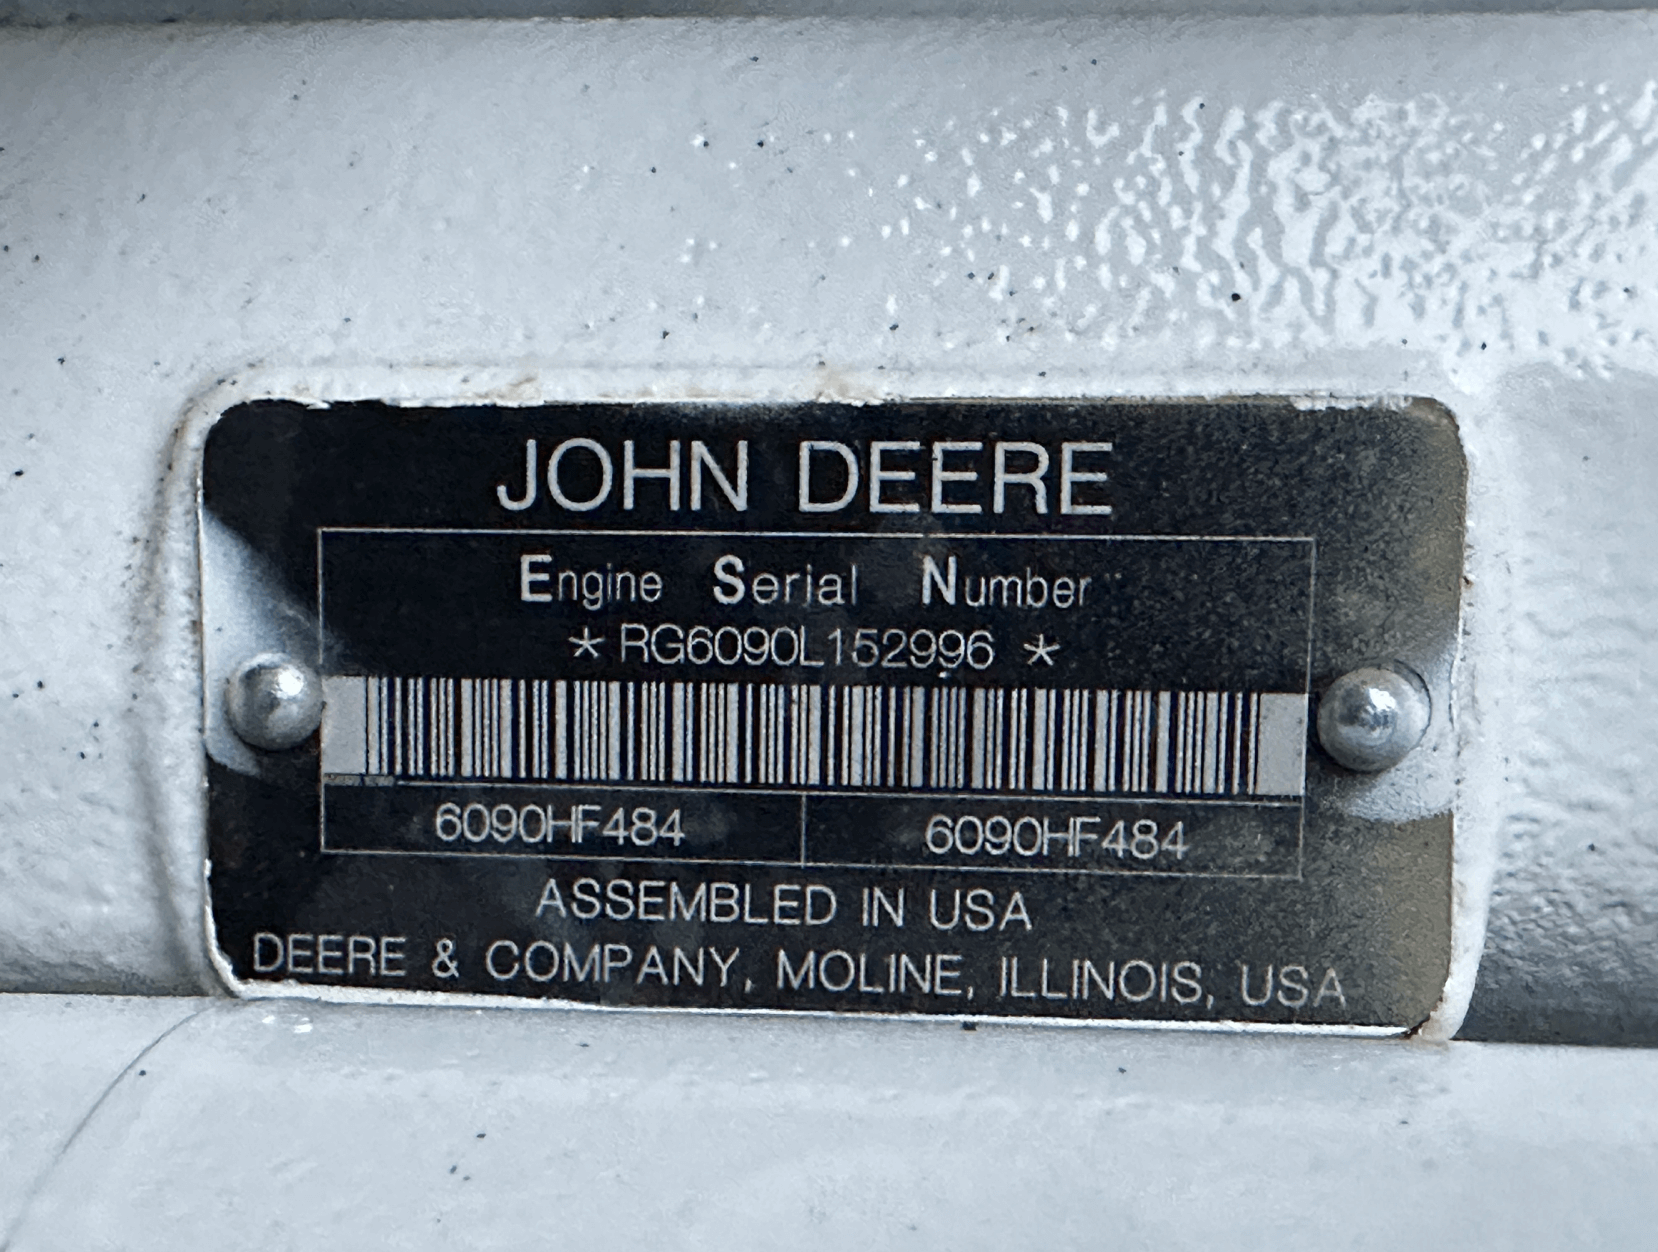 JOHN DEERE
Engine Serial Number
*RG6090L152996*
6090HF484 6090HF484
ASSEMBLED IN USA
DEERE & COMPANY, MOLINE, ILLINOIS, USA